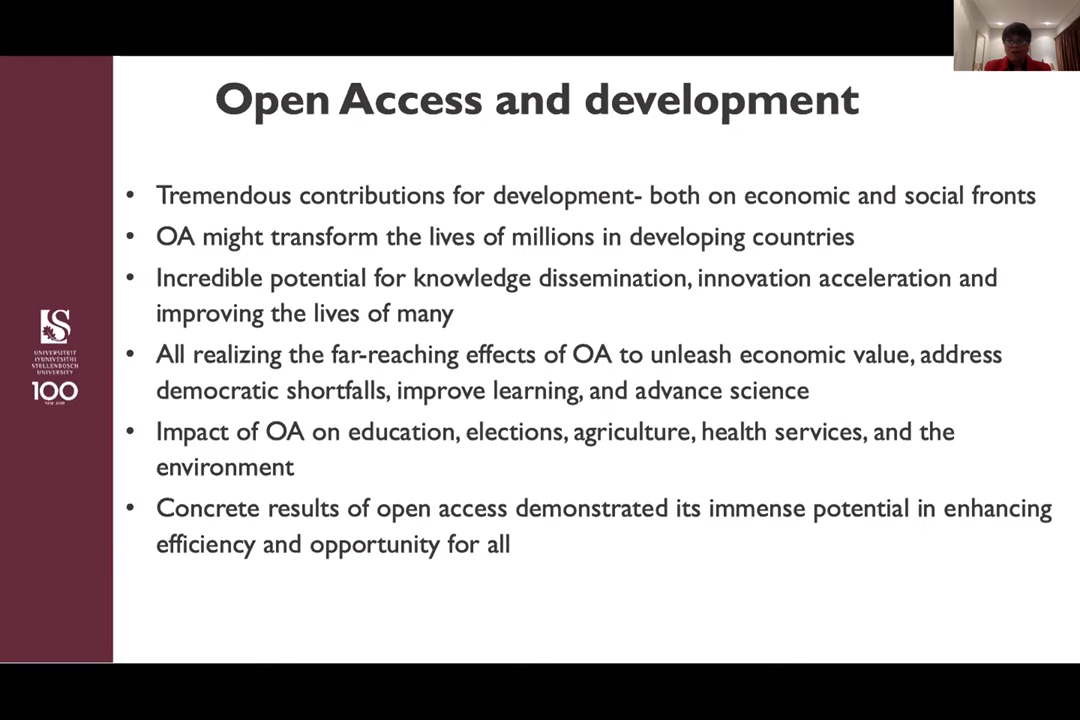 Open Access and development
• Tremendous contributions for development- both on economic and social fronts
• OA might transform the lives of millions in developing countries
• Incredible potential for knowledge dissemination, innovation acceleration and
improving the lives of many
• All realizing the far-reaching effects of OA to unleash economic value, address
democratic shortfalls, improve learning, and advance science
• Impact of OA on education, elections, agriculture, health services, and the
environment
• Concrete results of open access demonstrated its immense potential in enhancing
efficiency and opportunity for all
UNIVERSITEIT
IYUNIVESITHI
STELLENBOSCH
UNIVERSITY
100